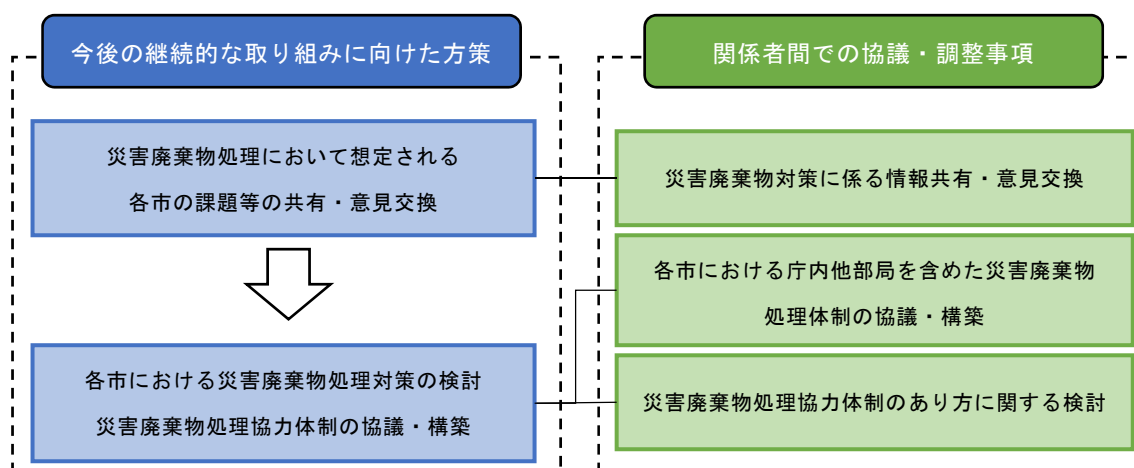 今後の継続的な取り組みに向けた方策
災害廃棄物処理において想定される
各市の課題等の共有・意見交換
各市における災害廃棄物処理対策の検討
災害廃棄物処理協力体制の協議・構築
関係者間での協議・調整事項
災害廃棄物対策に係る情報共有・意見交換
各市における庁内他部局を含めた災害廃棄物
処理体制の協議・構築
災害廃棄物処理協力体制のあり方に関する検討